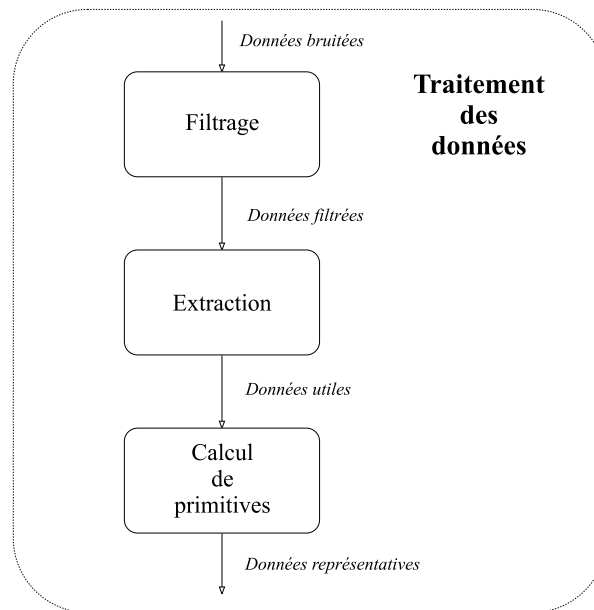 Données bruitées
Traitement
des
données
Filtrage
Données filtrées
Extraction
Données utiles
Calcul
de
primitives
Données représentatives